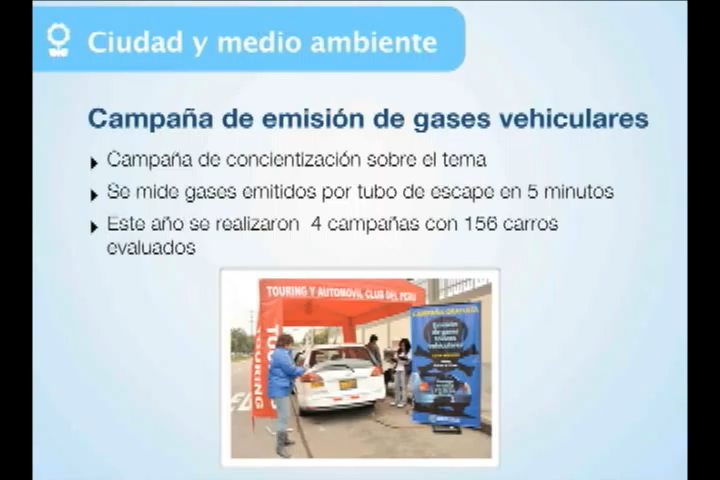 Ciudad y medio ambiente
Campaña de emisión de gases vehiculares
Campaña de concientización sobre el tema
Se mide gases emitidos por tubo de escape en 5 minutos
Este año se realizaron 4 campañas con 156 carros
evaluados
TOURING Y AUTOMOVIL CLUB DEL PERU
TOURING
CAMPAÑA GRATUITA
Emisión
de gases
vehiculares